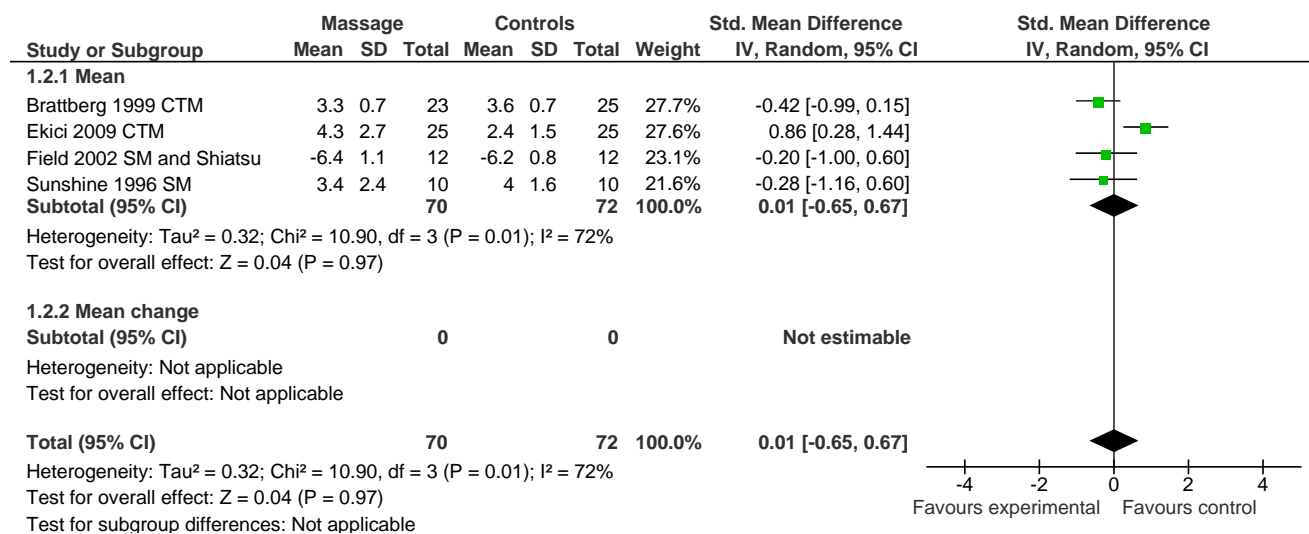 Massage Controls Std. Mean Difference Std. Mean Difference
Study or Subgroup Mean SD Total Mean SD Total Weight IV, Random, 95% CI IV, Random, 95% CI
1.2.1 Mean
Brattberg 1999 CTM 3.3 0.7 23 3.6 0.7 25 27.7% -0.42 [-0.99, 0.15]
Ekici 2009 CTM 4.3 2.7 25 2.4 1.5 25 27.6% 0.86 [0.28, 1.44]
Field 2002 SM and Shiatsu -6.4 1.1 12 -6.2 0.8 12 23.1% -0.20 [-1.00, 0.60]
Sunshine 1996 SM 3.4 2.4 10 4 1.6 10 21.6% -0.28 [-1.16, 0.60]
Subtotal (95% CI) 70 72 100.0% 0.01 [-0.65, 0.67]
Heterogeneity: Tau² = 0.32; Chi² = 10.90, df = 3 (P = 0.01); I² = 72%
Test for overall effect: Z = 0.04 (P = 0.97)
1.2.2 Mean change
Subtotal (95% CI) 0 0 Not estimable
Heterogeneity: Not applicable
Test for overall effect: Not applicable
Total (95% CI) 70 72 100.0% 0.01 [-0.65, 0.67]
Heterogeneity: Tau² = 0.32; Chi² = 10.90, df = 3 (P = 0.01); I² = 72%
Test for overall effect: Z = 0.04 (P = 0.97)
Test for subgroup differences: Not applicable
-4 -2 0 2 4
Favours experimental Favours control